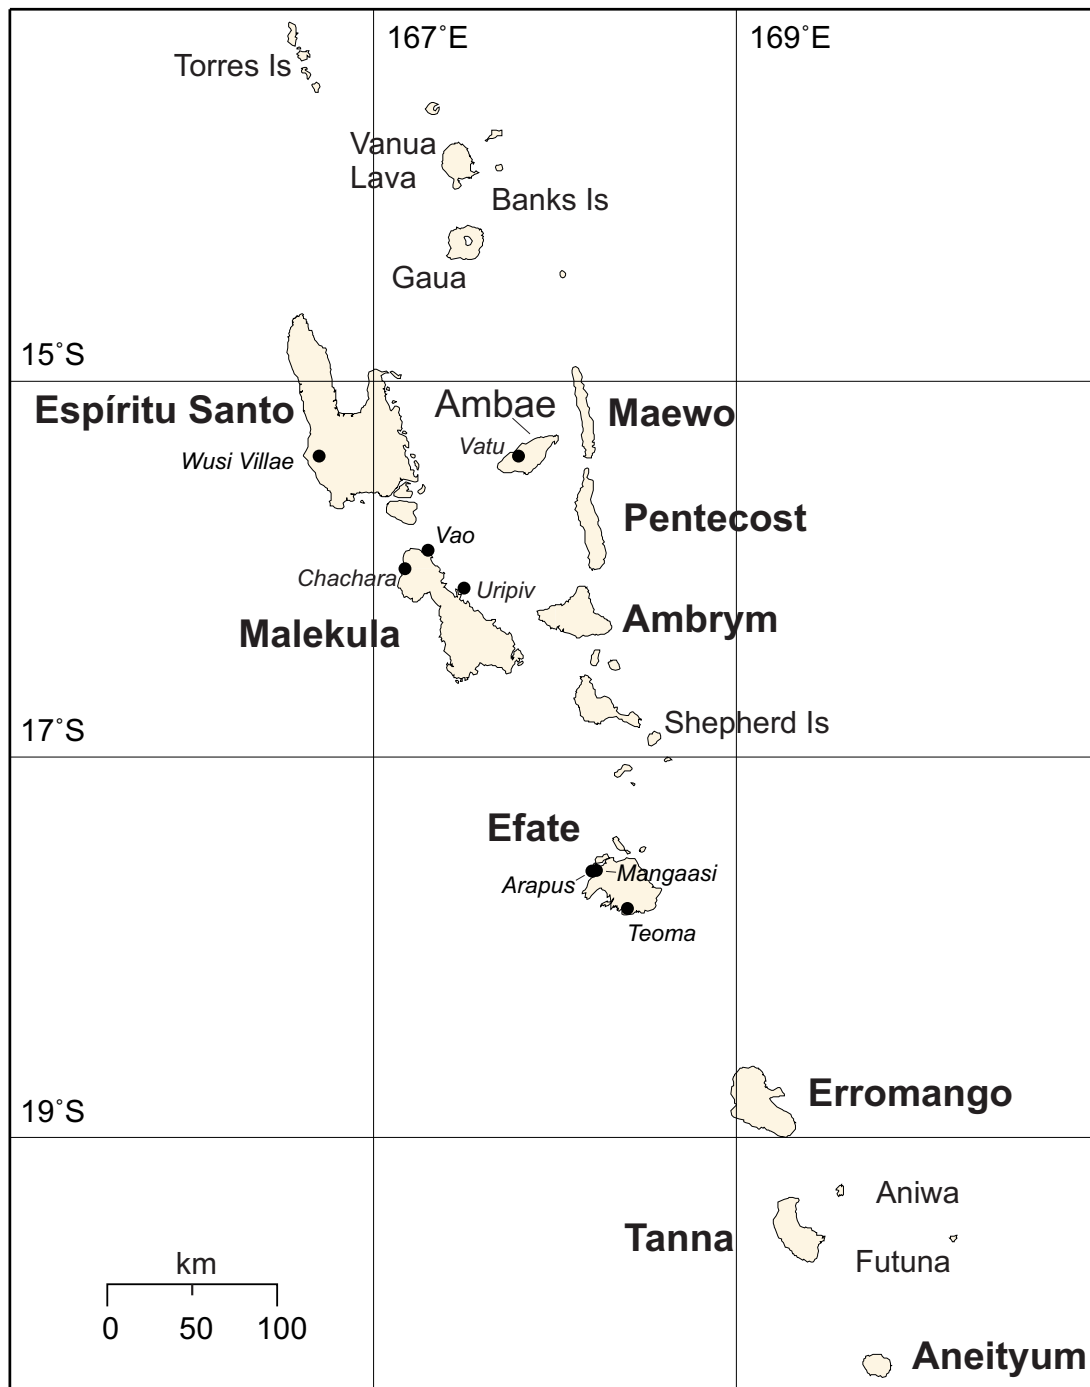 167°E
169°E
Torres Is
Vanua
Lava
Banks Is
Gaua
15°S
Espíritu Santo
Ambae
Maewo
Vatu
Wusi Villae
Pentecost
Vao
Chachara
Uripiv
Malekula
Ambrym
Shepherd Is
17°S
Efate
Mangaasi
Arapus
Teoma
Erromango
19°S
Aniwa
Tanna
Futuna
km
0 50 100
Aneityum